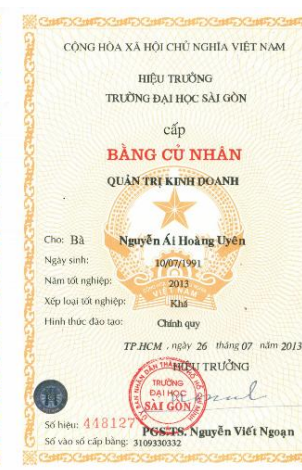 CỘNG HÒA XÃ HỘI CHỦ NGHĨA VIỆT NAM
HIỆU TRƯỞNG
TRƯỜNG ĐẠI HỌC SÀI GÒN
cấp
BẰNG CỬ NHÂN
QUẢN TRỊ KINH DOANH
Cho: Bà Nguyễn Ái Hoàng Uyên
Ngày sinh: 10/07/1991
Năm tốt nghiệp: 2013
Xếp loại tốt nghiệp: Khá
Hình thức đào tạo: Chính quy
TP.HCM , ngày 26 tháng 07 năm 2013
HIỆU TRƯỞNG
TRƯỜNG
ĐẠI HỌC
SÀI GÒN
Số hiệu: 448127
PGS.TS. Nguyễn Viết Ngoạn
Số vào sổ cấp bằng: 3109330332